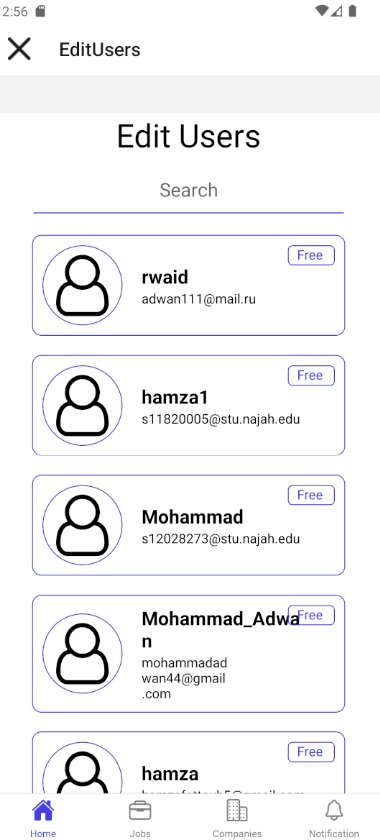 2:56
EditUsers
Edit Users
Search
Free
rwaid
adwan111@mail.ru
Free
hamza1
s11820005@stu.najah.edu
Free
Mohammad
s12028273@stu.najah.edu
Free
Mohammad_Adwa
n
mohammadad
wan44@gmail
.com
Free
hamza
Home
Jobs
Companies
Notification